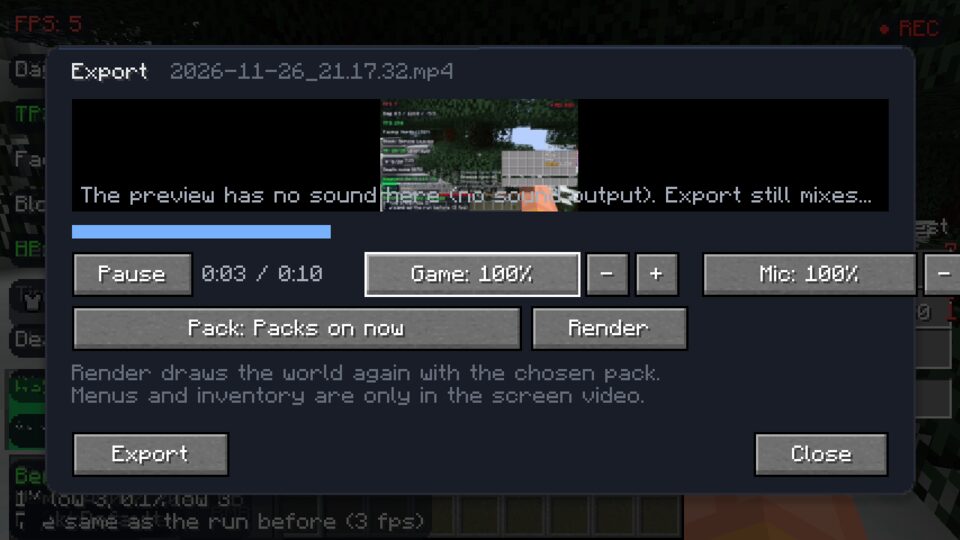 FPS: 5
REC
Export 2026-11-26_21.17.32.mp4
The preview has no sound here (no sound output). Export still mixes...
Pause 0:03 / 0:10 Game: 100% - + Mic: 100% -
Pack: Packs on now Render
Render draws the world again with the chosen pack.
Menus and inventory are only in the screen video.
Export Close
same as the run before (3 fps)